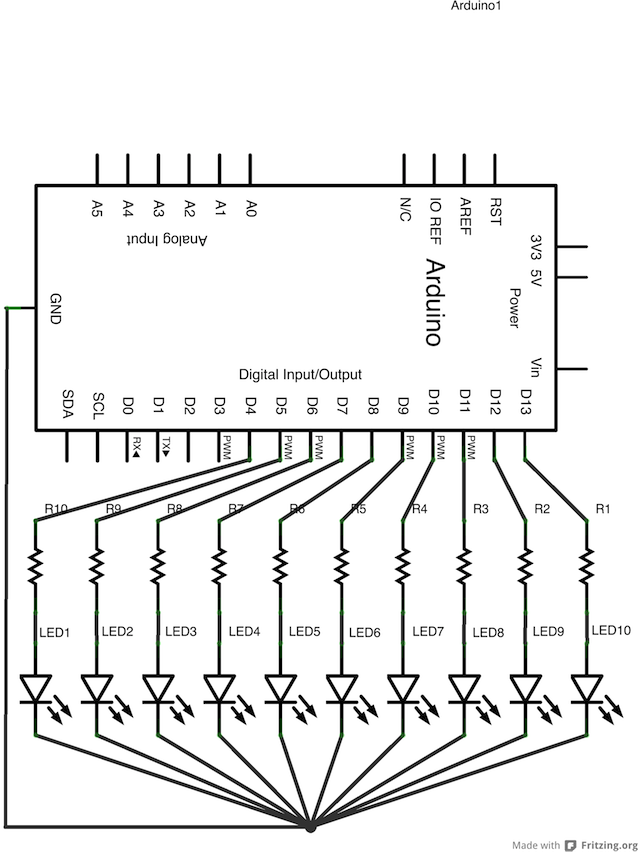 Arduino1
A5 A4 A3 A2 A1 A0 N/C IO REF AREF RST
Analog Input
3V3
5V
Power
GND
Arduino
Vin
Digital Input/Output
SDA SCL D0 D1 D2 D3 D4 D5 D6 D7 D8 D9 D10 D11 D12 D13
RX◀ TX▶ PWM PWM PWM PWM PWM PWM
R10 R9 R8 R7 R6 R5 R4 R3 R2 R1
LED1 LED2 LED3 LED4 LED5 LED6 LED7 LED8 LED9 LED10
Made with Fritzing.org